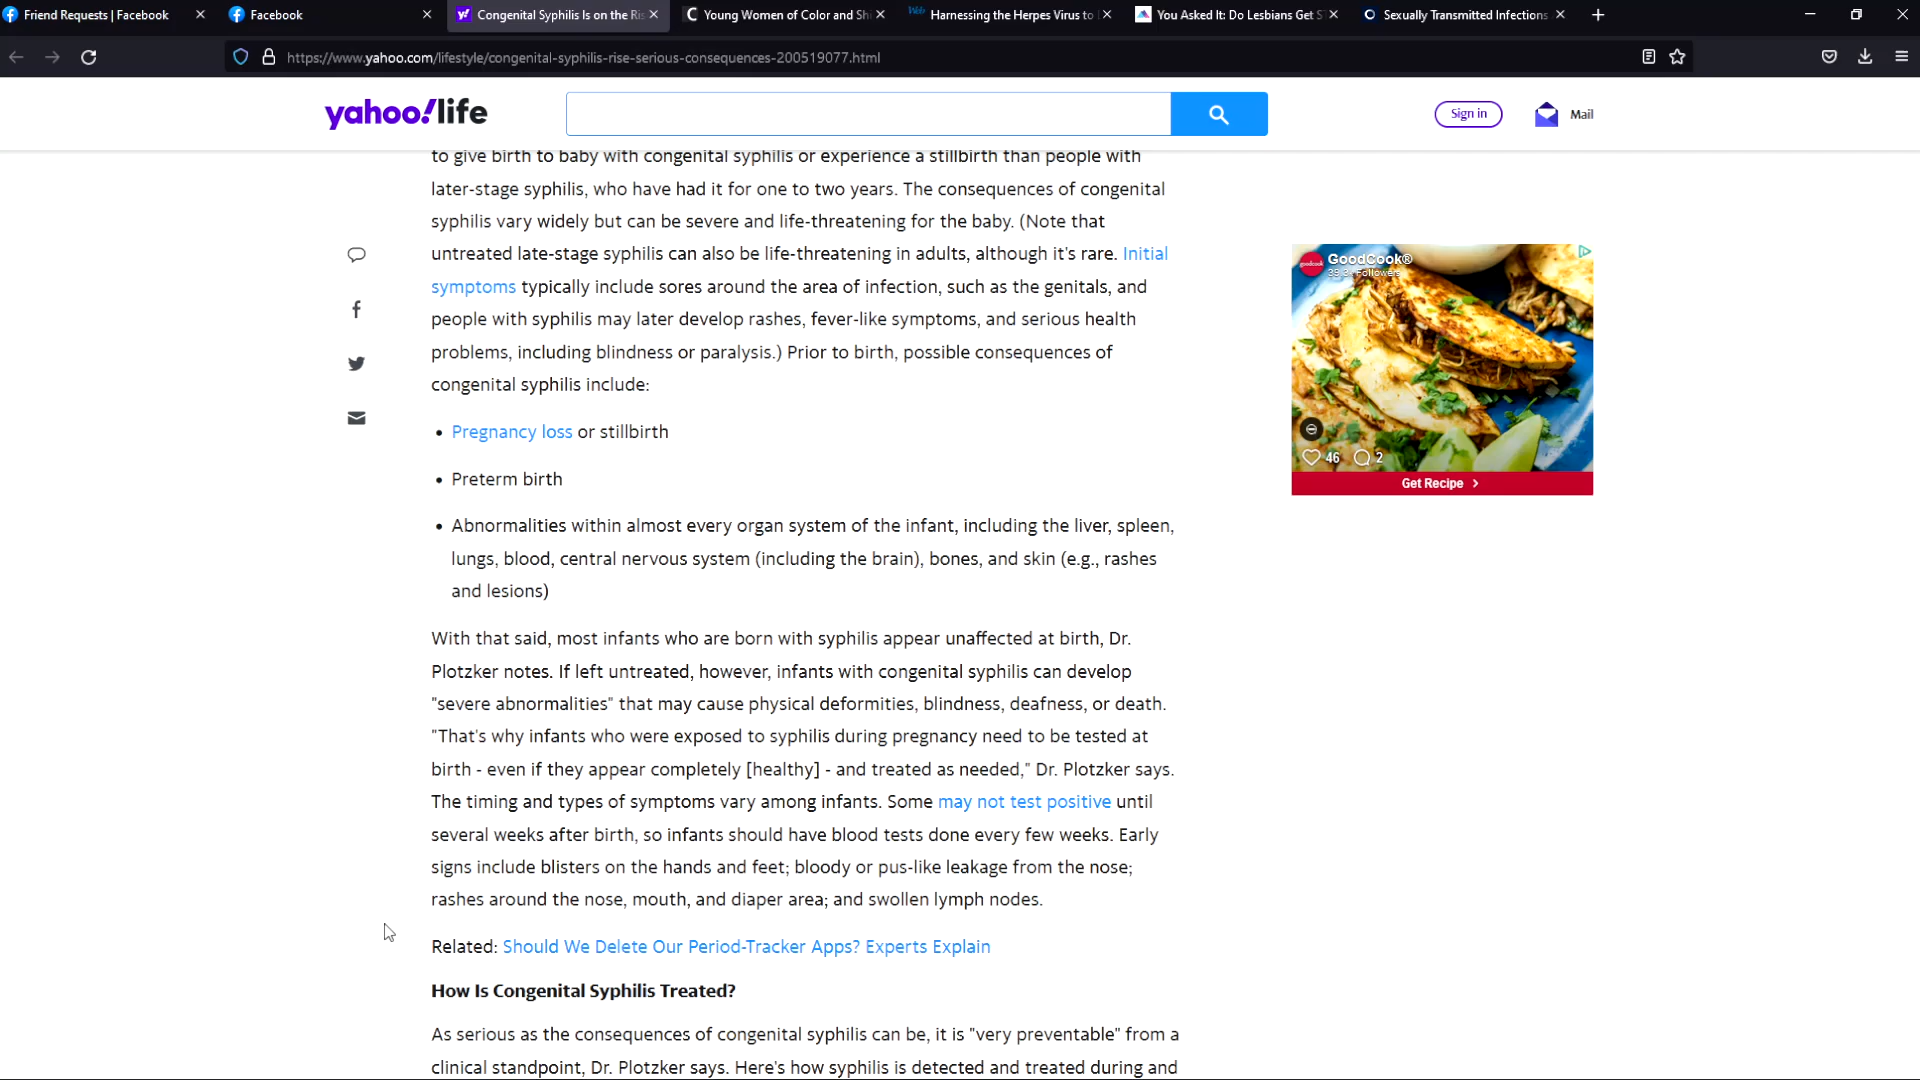 Friend Requests | Facebook
Facebook
Congenital Syphilis Is on the Ris
Young Women of Color and Shi
Web
Harnessing the Herpes Virus to
You Asked It: Do Lesbians Get S
Sexually Transmitted Infections
https://www.yahoo.com/lifestyle/congenital-syphilis-rise-serious-consequences-200519077.html
yahoo!life
Sign in
Mail
to give birth to baby with congenital syphilis or experience a stillbirth than people with
later-stage syphilis, who have had it for one to two years. The consequences of congenital
syphilis vary widely but can be severe and life-threatening for the baby. (Note that
untreated late-stage syphilis can also be life-threatening in adults, although it's rare. Initial
symptoms typically include sores around the area of infection, such as the genitals, and
people with syphilis may later develop rashes, fever-like symptoms, and serious health
problems, including blindness or paralysis.) Prior to birth, possible consequences of
congenital syphilis include:
• Pregnancy loss or stillbirth
• Preterm birth
• Abnormalities within almost every organ system of the infant, including the liver, spleen,
lungs, blood, central nervous system (including the brain), bones, and skin (e.g., rashes
and lesions)
With that said, most infants who are born with syphilis appear unaffected at birth, Dr.
Plotzker notes. If left untreated, however, infants with congenital syphilis can develop
"severe abnormalities" that may cause physical deformities, blindness, deafness, or death.
"That's why infants who were exposed to syphilis during pregnancy need to be tested at
birth - even if they appear completely [healthy] - and treated as needed," Dr. Plotzker says.
The timing and types of symptoms vary among infants. Some may not test positive until
several weeks after birth, so infants should have blood tests done every few weeks. Early
signs include blisters on the hands and feet; bloody or pus-like leakage from the nose;
rashes around the nose, mouth, and diaper area; and swollen lymph nodes.
Related: Should We Delete Our Period-Tracker Apps? Experts Explain
How Is Congenital Syphilis Treated?
As serious as the consequences of congenital syphilis can be, it is "very preventable" from a
clinical standpoint, Dr. Plotzker says. Here's how syphilis is detected and treated during and
goodcook
GoodCook®
Followers
46
2
Get Recipe >